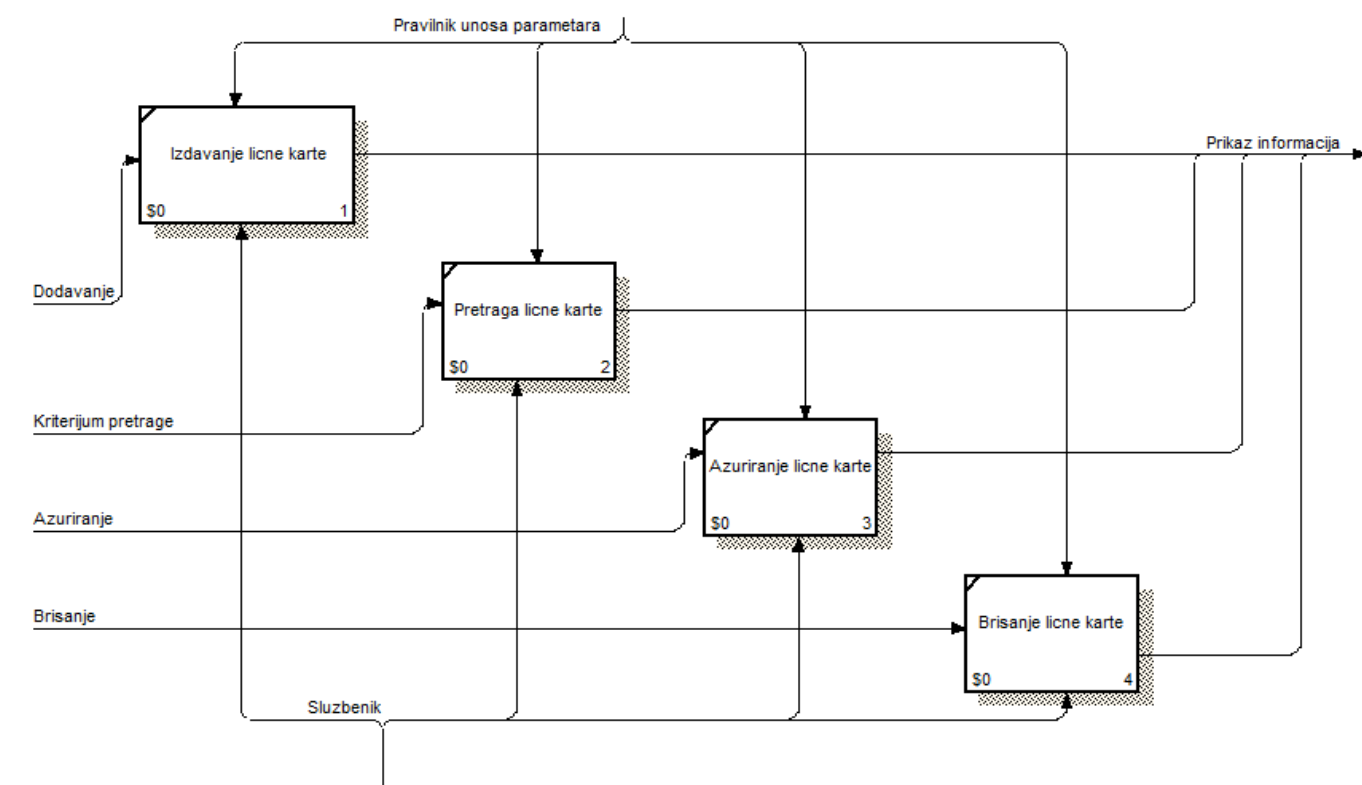 Pravilnik unosa parametara
Izdavanje licne karte
$0 1
Prikaz informacija
Dodavanje
Pretraga licne karte
$0 2
Kriterijum pretrage
Azuriranje licne karte
$0 3
Azuriranje
Brisanje
Brisanje licne karte
$0 4
Sluzbenik